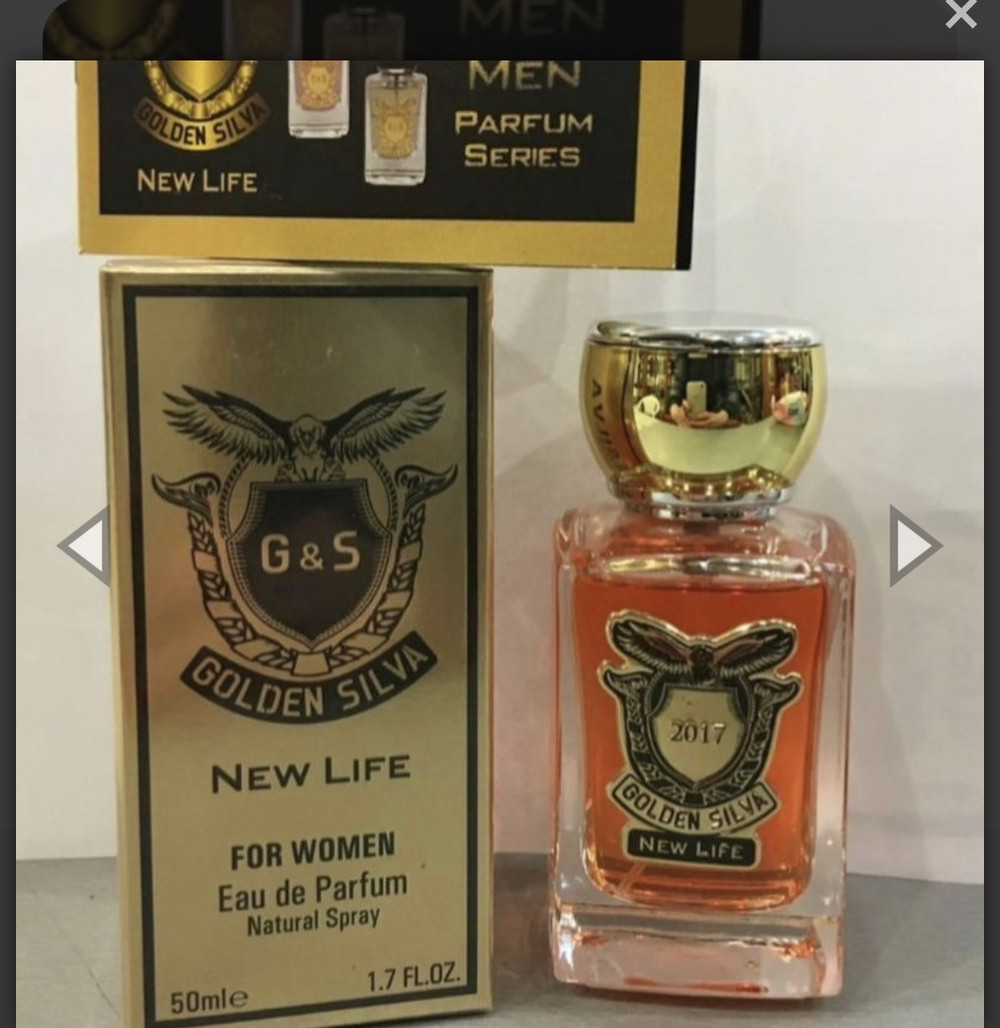 MEN
GOLDEN SILVA
NEW LIFE
G&S
MEN
PARFUM
SERIES
G & S
GOLDEN SILVA
NEW LIFE
FOR WOMEN
Eau de Parfum
Natural Spray
50ml℮
1.7 FL.OZ.
2017
GOLDEN SILVA
NEW LIFE